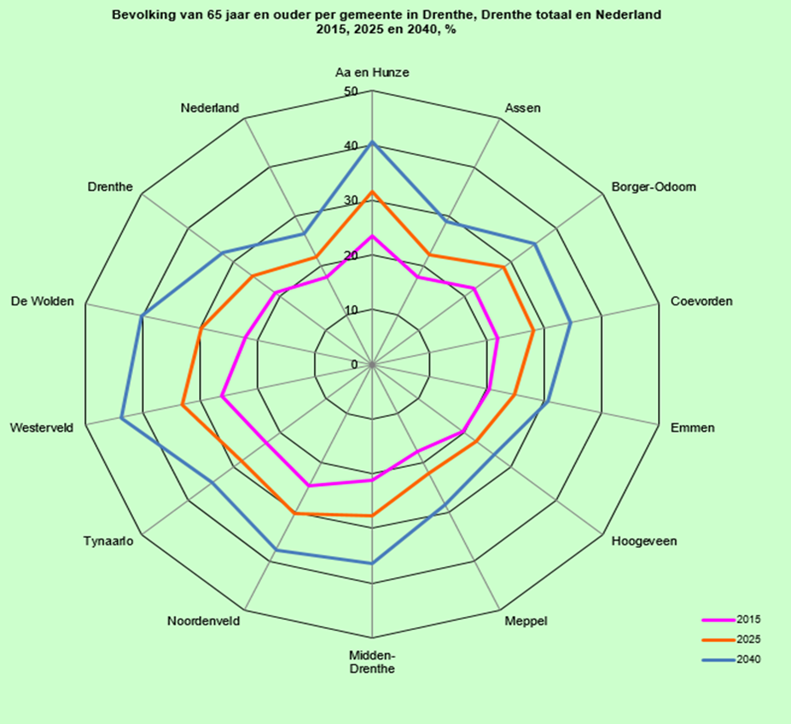 Bevolking van 65 jaar en ouder per gemeente in Drenthe, Drenthe totaal en Nederland
2015, 2025 en 2040, %
Aa en Hunze
50
Nederland
Assen
40
Drenthe
Borger-Odoorn
30
20
De Wolden
Coevorden
10
0
Westerveld
Emmen
Tynaarlo
Hoogeveen
Noordenveld
Meppel
2015
Midden-
Drenthe
2025
2040